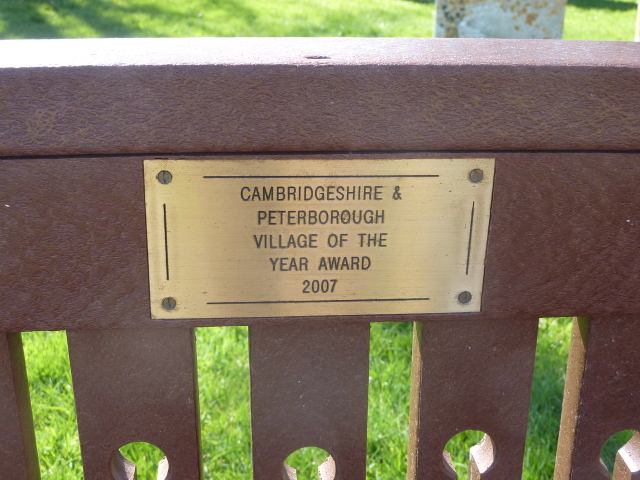 CAMBRIDGESHIRE &
PETERBOROUGH
VILLAGE OF THE
YEAR AWARD
2007